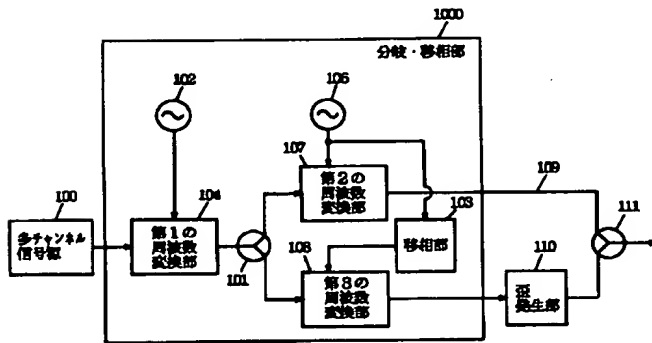 1000
分岐・移相部
102
106
107
109
第2の
周波数
変換部
100
104
103
111
多チャンネル
信号源
第1の
周波数
変換部
101
移相部
108
110
第3の
周波数
変換部
歪
発生部